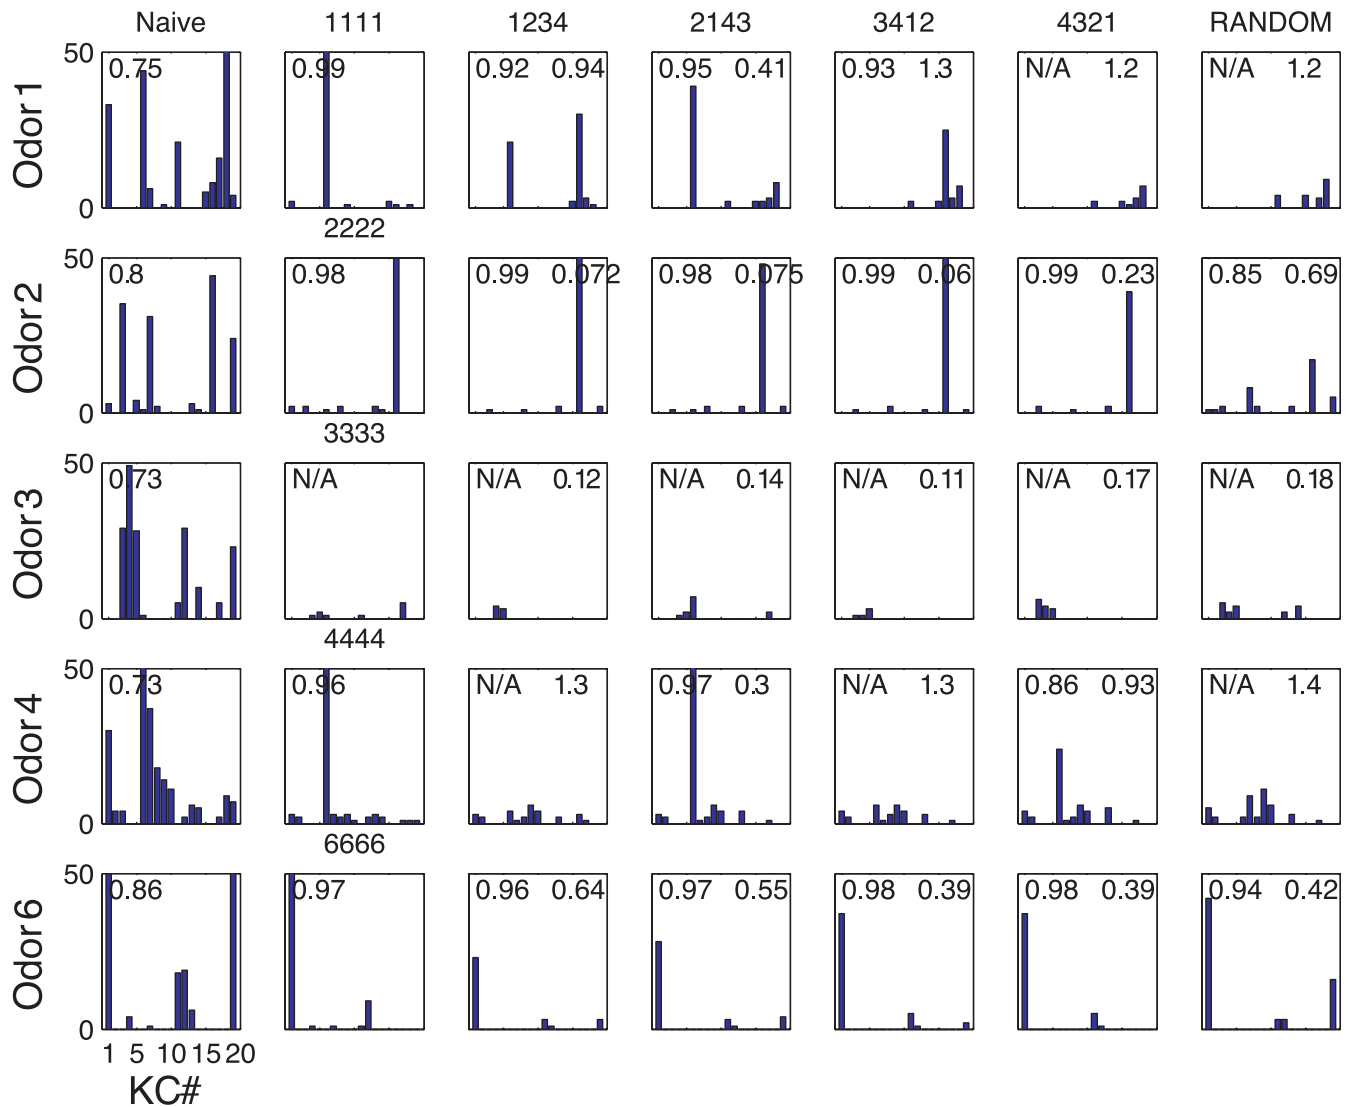 Naive 1111 1234 2143 3412 4321 RANDOM
Odor 1
50
0
0.75 0.99 0.92 0.94 0.95 0.41 0.93 1.3 N/A 1.2 N/A 1.2
2222
Odor 2
50
0
0.8 0.98 0.99 0.072 0.98 0.075 0.99 0.06 0.99 0.23 0.85 0.69
3333
Odor 3
50
0
0.73 N/A N/A 0.12 N/A 0.14 N/A 0.11 N/A 0.17 N/A 0.18
4444
Odor 4
50
0
0.73 0.96 N/A 1.3 0.97 0.3 N/A 1.3 0.86 0.93 N/A 1.4
6666
Odor 6
50
0
0.86 0.97 0.96 0.64 0.97 0.55 0.98 0.39 0.98 0.39 0.94 0.42
1 5 10 15 20
KC#